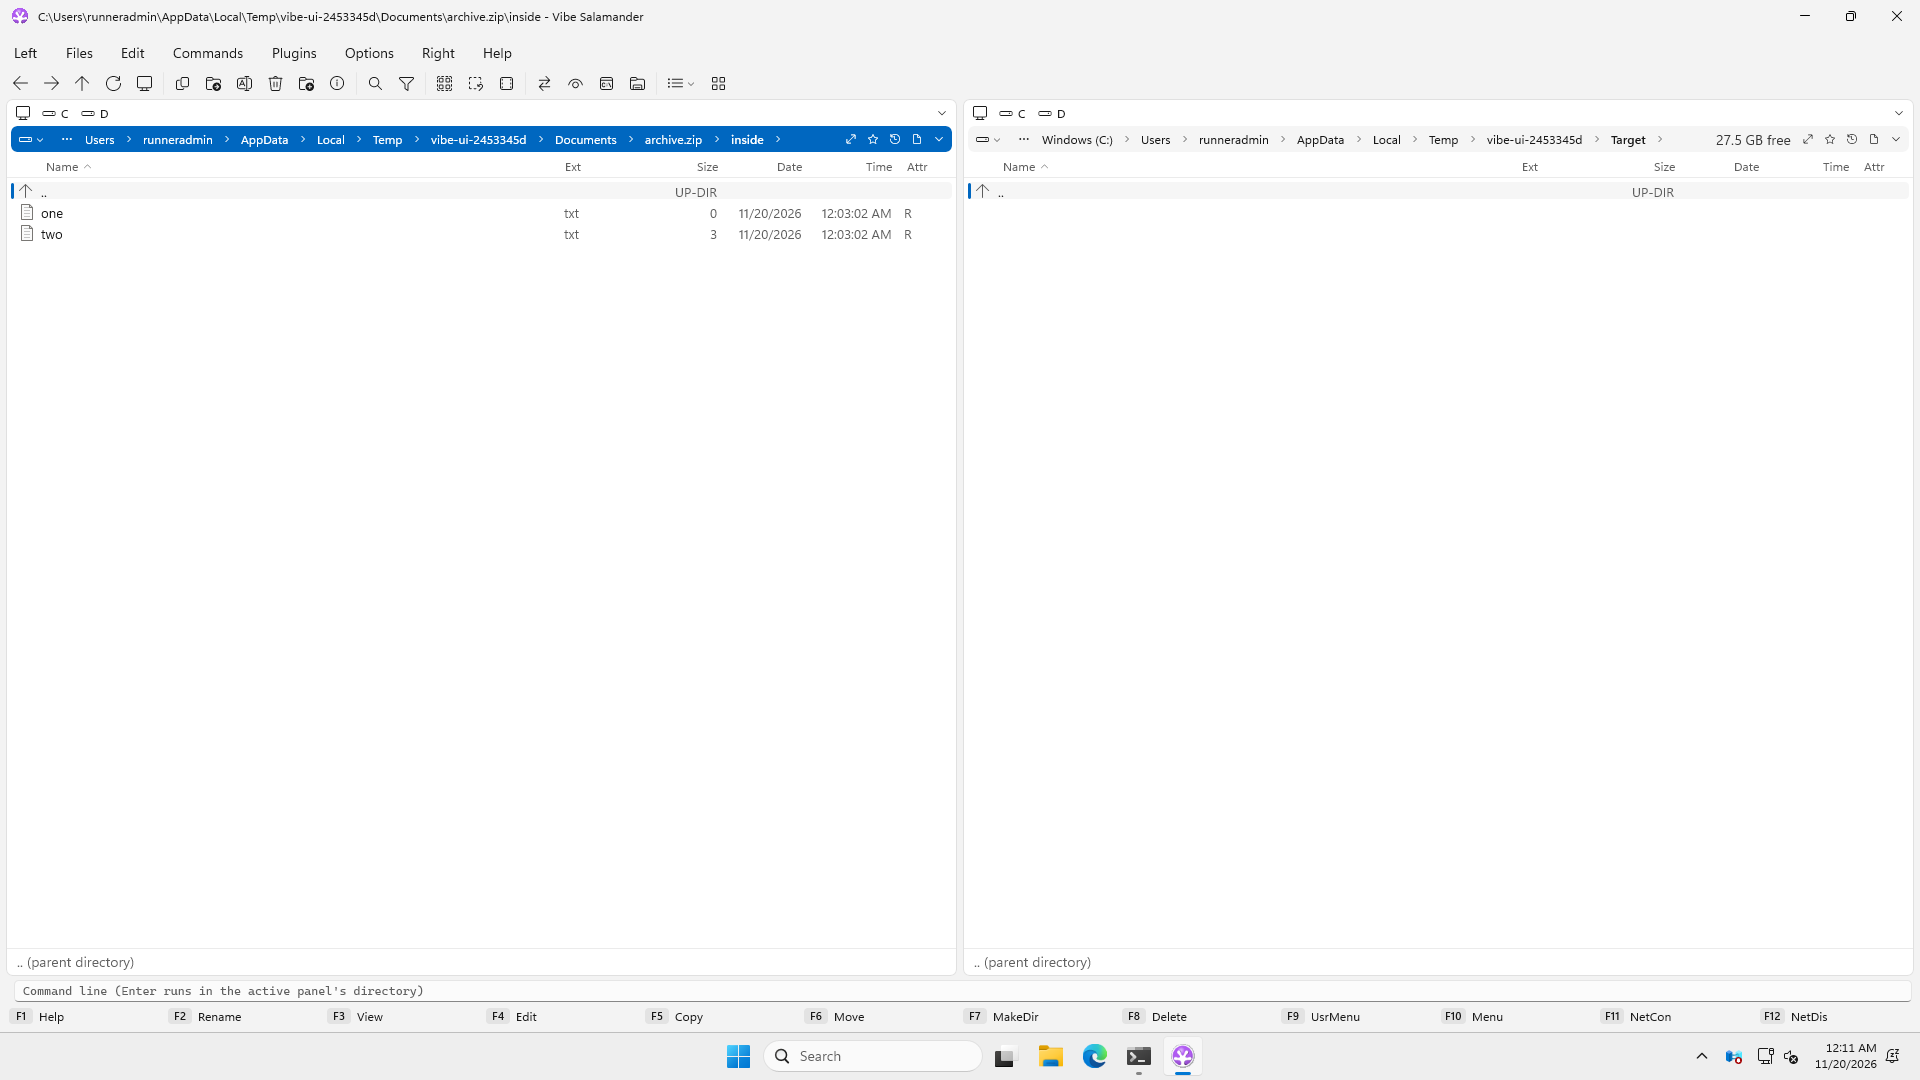 C:\Users\runneradmin\AppData\Local\Temp\vibe-ui-2453345d\Documents\archive.zip\inside - Vibe Salamander
Left Files Edit Commands Plugins Options Right Help
C D
Users runneradmin AppData Local Temp vibe-ui-2453345d Documents archive.zip inside
Name Ext Size Date Time Attr
.. UP-DIR
one txt 0 11/20/2026 12:03:02 AM R
two txt 3 11/20/2026 12:03:02 AM R
.. (parent directory)
C D
Windows (C:) Users runneradmin AppData Local Temp vibe-ui-2453345d Target 27.5 GB free
Name Ext Size Date Time Attr
.. UP-DIR
.. (parent directory)
Command line (Enter runs in the active panel's directory)
F1 Help F2 Rename F3 View F4 Edit F5 Copy F6 Move F7 MakeDir F8 Delete F9 UsrMenu F10 Menu F11 NetCon F12 NetDis
Search
12:11 AM
11/20/2026